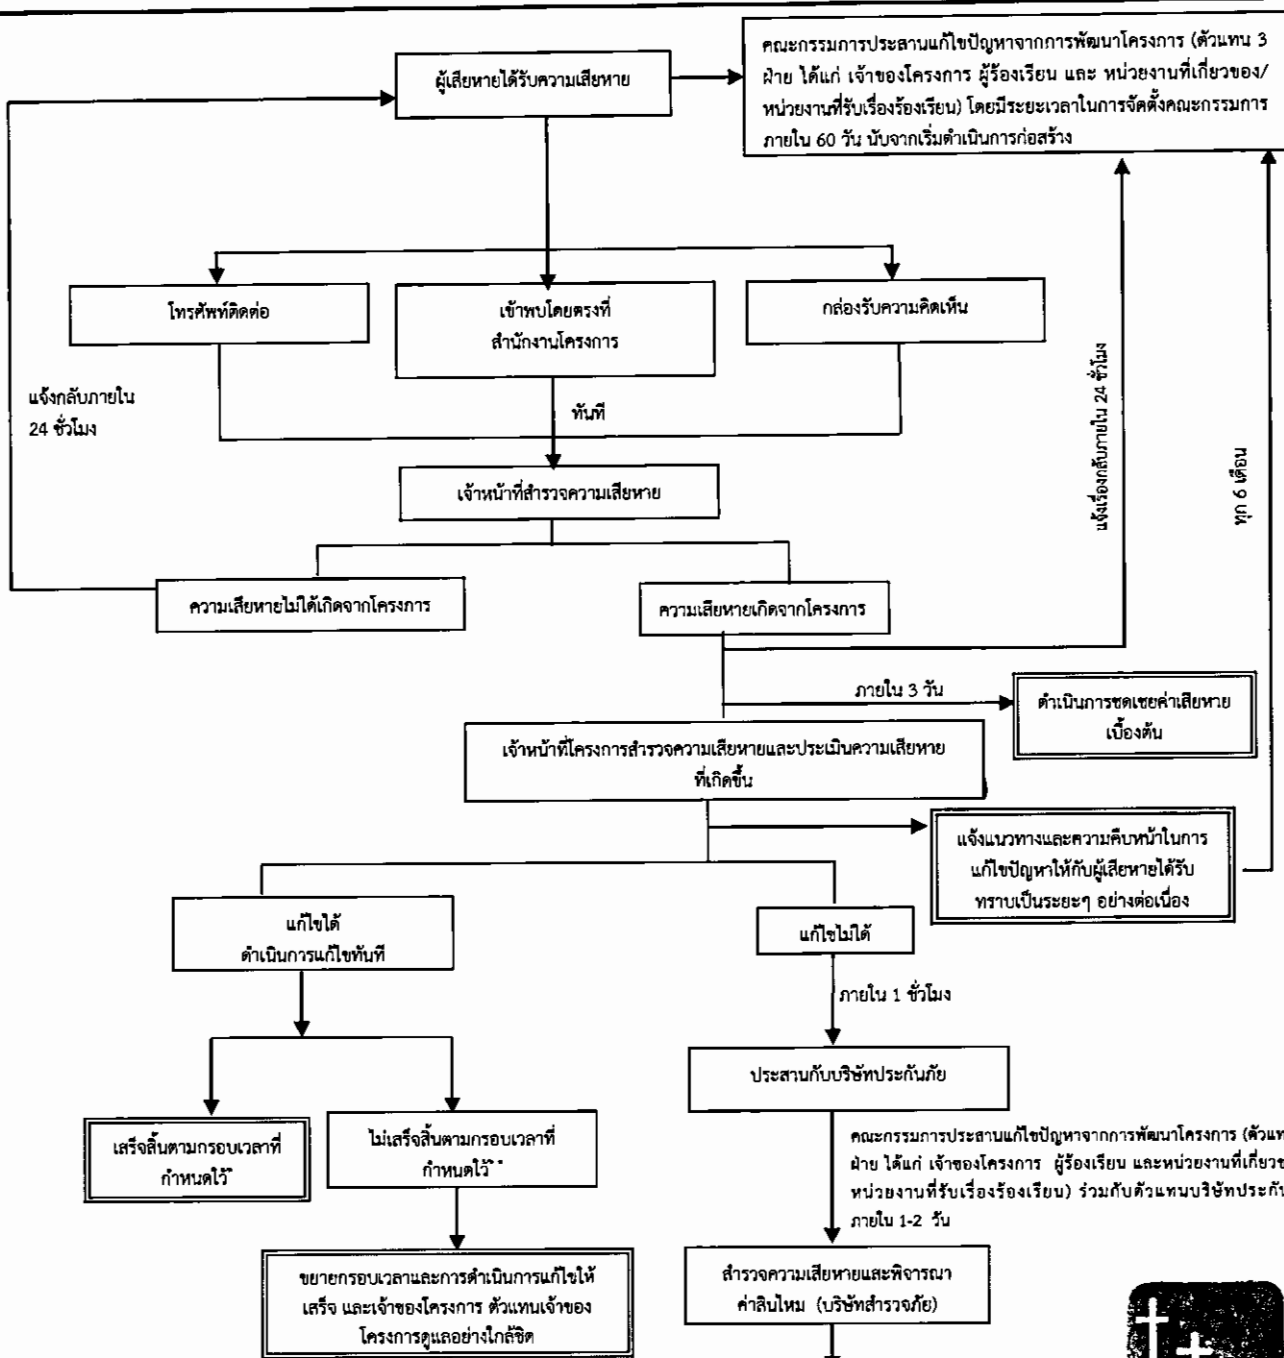 ผู้เสียหายได้รับความเสียหาย
คณะกรรมการประสานแก้ไขปัญหาจากการพัฒนาโครงการ (ตัวแทน 3
ฝ่าย ได้แก่ เจ้าของโครงการ ผู้ร้องเรียน และ หน่วยงานที่เกี่ยวของ/
หน่วยงานที่รับเรื่องร้องเรียน) โดยมีระยะเวลาในการจัดตั้งคณะกรรมการ
ภายใน 60 วัน นับจากเริ่มดำเนินการก่อสร้าง
โทรศัพท์ติดต่อ
เข้าพบโดยตรงที่
สำนักงานโครงการ
กล่องรับความคิดเห็น
แจ้งกลับภายใน
24 ชั่วโมง
ทันที
แจ้งเรื่องกลับภายใน 24 ชั่วโมง
ทุก 6 เดือน
เจ้าหน้าที่สำรวจความเสียหาย
ความเสียหายไม่ได้เกิดจากโครงการ
ความเสียหายเกิดจากโครงการ
ภายใน 3 วัน
ดำเนินการชดเชยค่าเสียหาย
เบื้องต้น
เจ้าหน้าที่โครงการสำรวจความเสียหายและประเมินความเสียหาย
ที่เกิดขึ้น
แจ้งแนวทางและความคืบหน้าในการ
แก้ไขปัญหาให้กับผู้เสียหายได้รับ
ทราบเป็นระยะๆ อย่างต่อเนื่อง
แก้ไขได้
ดำเนินการแก้ไขทันที
แก้ไขไม่ได้
ภายใน 1 ชั่วโมง
ประสานกับบริษัทประกันภัย
เสร็จสิ้นตามกรอบเวลาที่
กำหนดไว้*
ไม่เสร็จสิ้นตามกรอบเวลาที่
กำหนดไว้**
คณะกรรมการประสานแก้ไขปัญหาจากการพัฒนาโครงการ
ฝ่าย ได้แก่ เจ้าของโครงการ ผู้ร้องเรียน
หน่วยงานที่รับเรื่องร้องเรียน) ร่วมกับตัวแทนบริษัท
ภายใน 1-2 วัน
ขยายกรอบเวลาและการดำเนินการแก้ไขให้
เสร็จ และเจ้าของโครงการ ตัวแทนเจ้าของ
โครงการดูแลอย่างใกล้ชิด
สำรวจความเสียหายและพิจารณา
ค่าสินไหม (บริษัทสำรวจภัย)